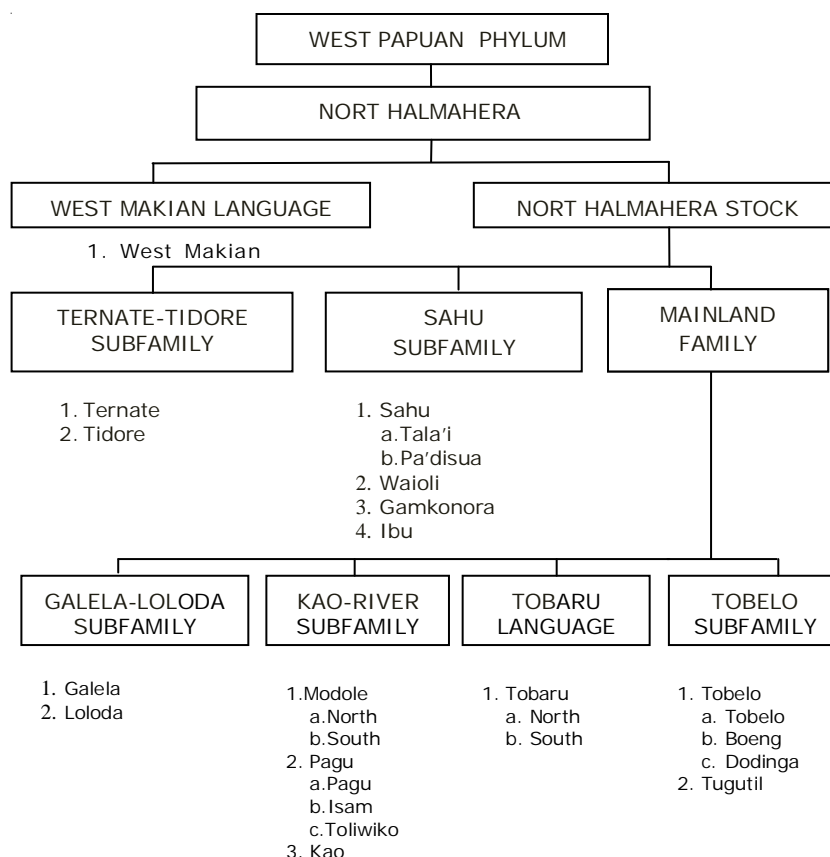 WEST PAPUAN PHYLUM
NORT HALMAHERA
WEST MAKIAN LANGUAGE
NORT HALMAHERA STOCK
1. West Makian
TERNATE-TIDORE
SUBFAMILY
SAHU
SUBFAMILY
MAINLAND
FAMILY
1. Ternate
2. Tidore
1. Sahu
a.Tala'i
b.Pa'disua
2. Waioli
3. Gamkonora
4. Ibu
GALELA-LOLODA
SUBFAMILY
KAO-RIVER
SUBFAMILY
TOBARU
LANGUAGE
TOBELO
SUBFAMILY
1. Galela
2. Loloda
1.Modole
a.North
b.South
2. Pagu
a.Pagu
b.Isam
c.Toliwiko
3. Kao
1. Tobaru
a. North
b. South
1. Tobelo
a. Tobelo
b. Boeng
c. Dodinga
2. Tugutil